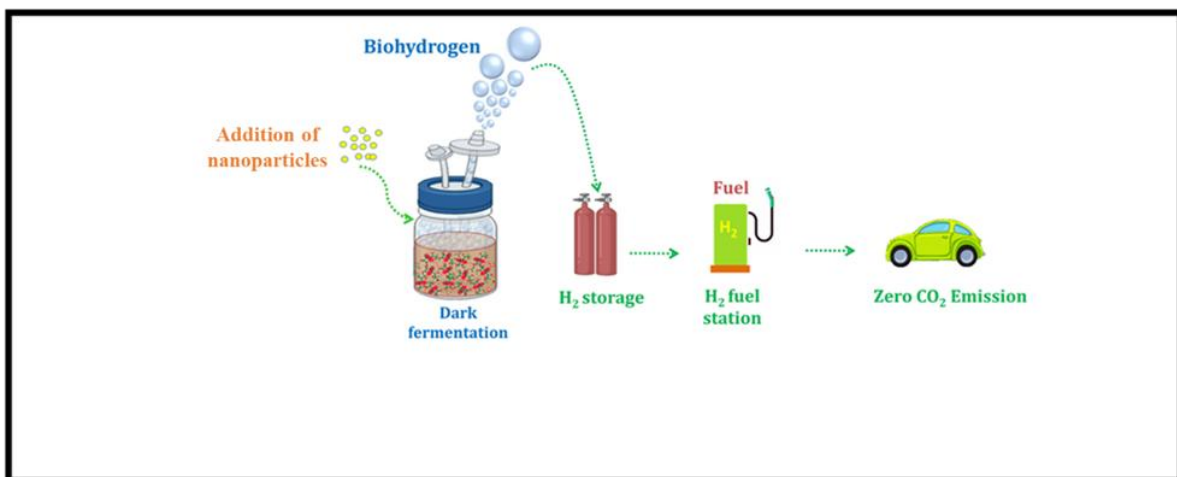 Biohydrogen
Addition of
nanoparticles
Dark
fermentation
H₂ storage
Fuel
H₂
H₂ fuel
station
Zero CO₂ Emission